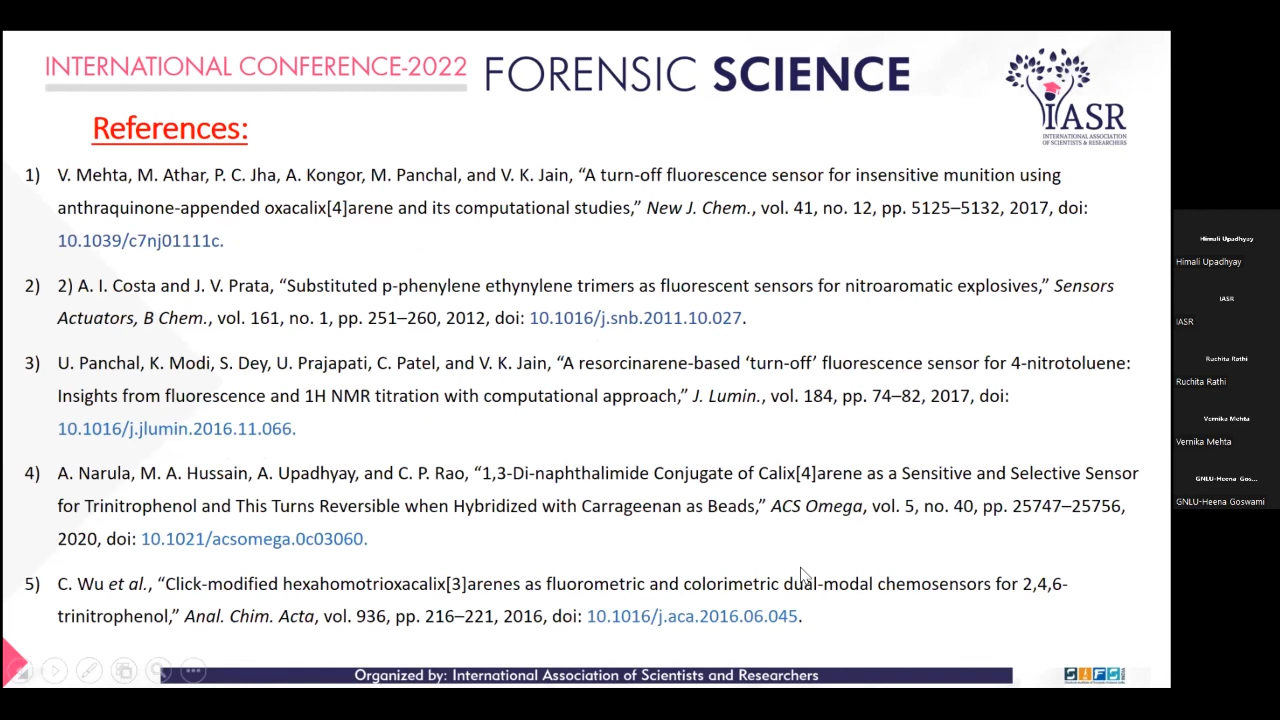 INTERNATIONAL CONFERENCE-2022 FORENSIC SCIENCE
IASR
INTERNATIONAL ASSOCIATION
OF SCIENTISTS & RESEARCHERS
References:
1) V. Mehta, M. Athar, P. C. Jha, A. Kongor, M. Panchal, and V. K. Jain, “A turn-off fluorescence sensor for insensitive munition using
anthraquinone-appended oxacalix[4]arene and its computational studies,” New J. Chem., vol. 41, no. 12, pp. 5125–5132, 2017, doi:
10.1039/c7nj01111c.
2) 2) A. I. Costa and J. V. Prata, “Substituted p-phenylene ethynylene trimers as fluorescent sensors for nitroaromatic explosives,” Sensors
Actuators, B Chem., vol. 161, no. 1, pp. 251–260, 2012, doi: 10.1016/j.snb.2011.10.027.
3) U. Panchal, K. Modi, S. Dey, U. Prajapati, C. Patel, and V. K. Jain, “A resorcinarene-based ‘turn-off’ fluorescence sensor for 4-nitrotoluene:
Insights from fluorescence and 1H NMR titration with computational approach,” J. Lumin., vol. 184, pp. 74–82, 2017, doi:
10.1016/j.jlumin.2016.11.066.
4) A. Narula, M. A. Hussain, A. Upadhyay, and C. P. Rao, “1,3-Di-naphthalimide Conjugate of Calix[4]arene as a Sensitive and Selective Sensor
for Trinitrophenol and This Turns Reversible when Hybridized with Carrageenan as Beads,” ACS Omega, vol. 5, no. 40, pp. 25747–25756,
2020, doi: 10.1021/acsomega.0c03060.
5) C. Wu et al., “Click-modified hexahomotrioxacalix[3]arenes as fluorometric and colorimetric dual-modal chemosensors for 2,4,6-
trinitrophenol,” Anal. Chim. Acta, vol. 936, pp. 216–221, 2016, doi: 10.1016/j.aca.2016.06.045.
Organized by: International Association of Scientists and Researchers
SIFS
Himali Upadhyay
Himali Upadhyay
IASR
IASR
Ruchita Rathi
Ruchita Rathi
Vernika Mehta
Vernika Mehta
GNLU-Heena Gos...
GNLU-Heena Goswami